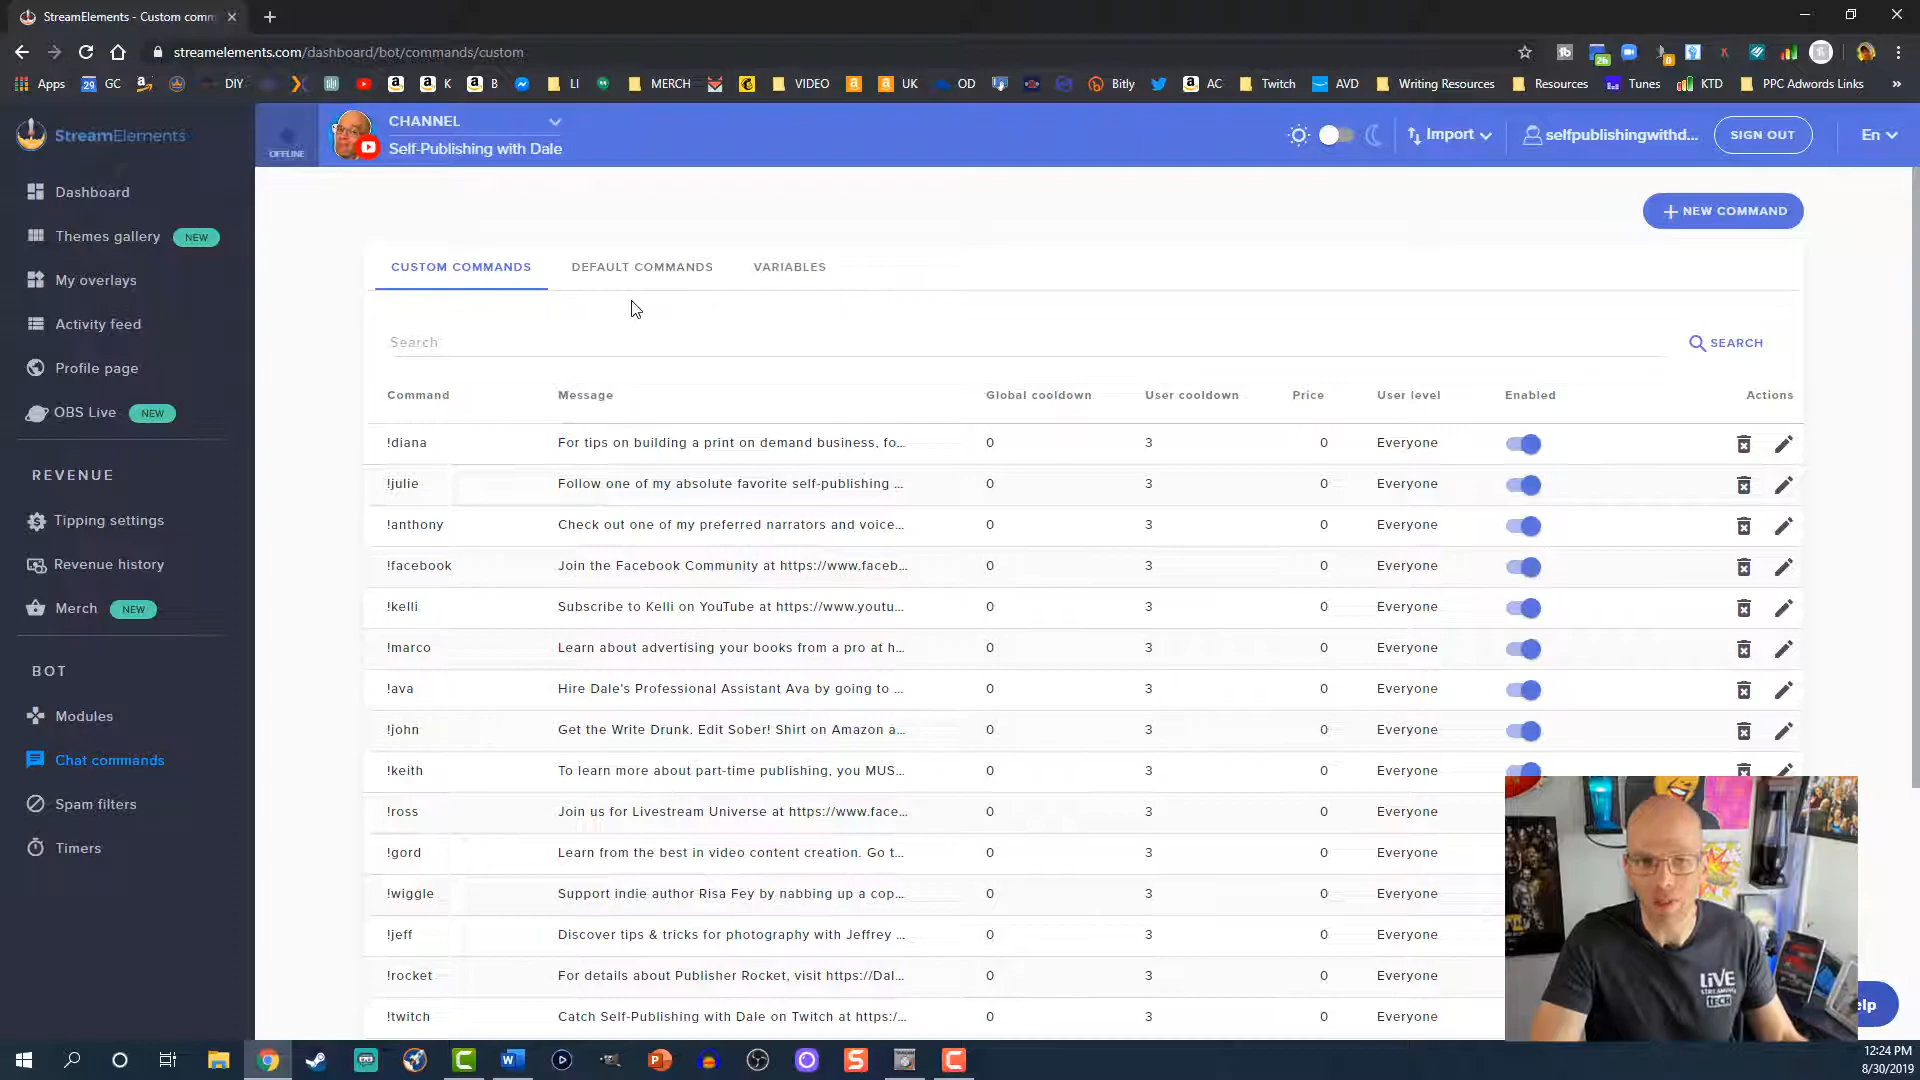 StreamElements - Custom comm
streamelements.com/dashboard/bot/commands/custom
Apps
GC
DIY
K
B
LI
MERCH
VIDEO
UK
OD
Bitly
AC
Twitch
AVD
Writing Resources
Resources
Tunes
KTD
PPC Adwords Links
StreamElements
OFFLINE
CHANNEL
Self-Publishing with Dale
Import
selfpublishingwithd...
SIGN OUT
En
Dashboard
Themes gallery NEW
My overlays
Activity feed
Profile page
OBS Live NEW
REVENUE
Tipping settings
Revenue history
Merch NEW
BOT
Modules
Chat commands
Spam filters
Timers
NEW COMMAND
CUSTOM COMMANDS DEFAULT COMMANDS VARIABLES
Search SEARCH
Command Message Global cooldown User cooldown Price User level Enabled Actions
!diana For tips on building a print on demand business, fo... 0 3 0 Everyone
!julie Follow one of my absolute favorite self-publishing ... 0 3 0 Everyone
!anthony Check out one of my preferred narrators and voice... 0 3 0 Everyone
!facebook Join the Facebook Community at https://www.faceb... 0 3 0 Everyone
!kelli Subscribe to Kelli on YouTube at https://www.youtu... 0 3 0 Everyone
!marco Learn about advertising your books from a pro at h... 0 3 0 Everyone
!ava Hire Dale's Professional Assistant Ava by going to ... 0 3 0 Everyone
!john Get the Write Drunk. Edit Sober! Shirt on Amazon a... 0 3 0 Everyone
!keith To learn more about part-time publishing, you MUS... 0 3 0 Everyone
!ross Join us for Livestream Universe at https://www.face... 0 3 0 Everyone
!gord Learn from the best in video content creation. Go t... 0 3 0 Everyone
!wiggle Support indie author Risa Fey by nabbing up a cop... 0 3 0 Everyone
!jeff Discover tips & tricks for photography with Jeffrey ... 0 3 0 Everyone
!rocket For details about Publisher Rocket, visit https://Dal... 0 3 0 Everyone
!twitch Catch Self-Publishing with Dale on Twitch at https:/... 0 3 0 Everyone
LiVE
STREAMING
TECH
elp
12:24 PM
8/30/2019